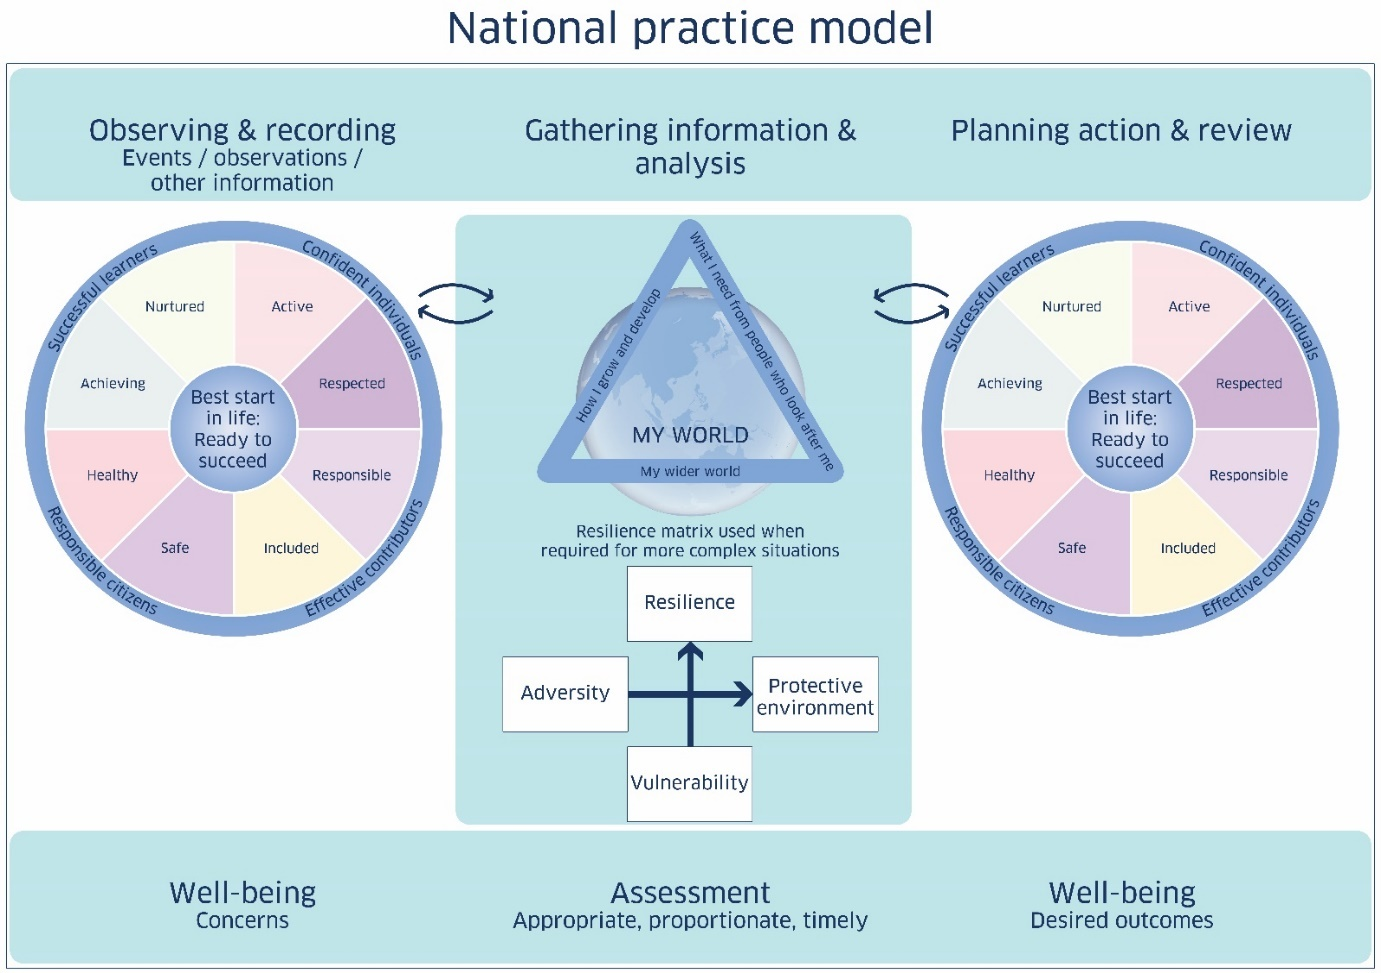 National practice model
Observing & recording
Events / observations /
other information
Gathering information &
analysis
Planning action & review
Successful learners
Confident individuals
Nurtured
Active
Achieving
Respected
Best start
in life:
Ready to
succeed
Healthy
Responsible
Safe
Included
Responsible citizens
Effective contributors
How I grow and develop
What I need from people who look after me
MY WORLD
My wider world
Resilience matrix used when
required for more complex situations
Resilience
Adversity
Protective
environment
Vulnerability
Successful learners
Confident individuals
Nurtured
Active
Achieving
Respected
Best start
in life:
Ready to
succeed
Healthy
Responsible
Safe
Included
Responsible citizens
Effective contributors
Well-being
Concerns
Assessment
Appropriate, proportionate, timely
Well-being
Desired outcomes